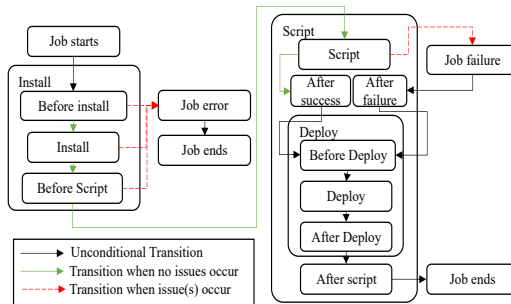 Job starts
Install
Before install
Install
Before Script
Job error
Job ends
Script
Script
Job failure
After
success
After
failure
Deploy
Before Deploy
Deploy
After Deploy
After script
Job ends
Unconditional Transition
Transition when no issues occur
Transition when issue(s) occur